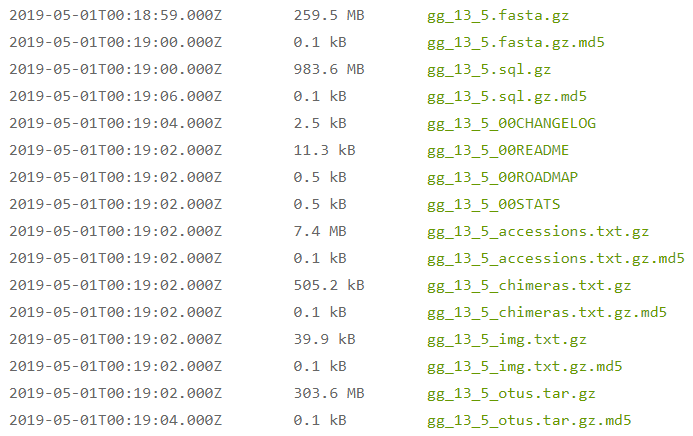 2019-05-01T00:18:59.000Z 259.5 MB gg_13_5.fasta.gz
2019-05-01T00:19:00.000Z 0.1 kB gg_13_5.fasta.gz.md5
2019-05-01T00:19:00.000Z 983.6 MB gg_13_5.sql.gz
2019-05-01T00:19:06.000Z 0.1 kB gg_13_5.sql.gz.md5
2019-05-01T00:19:04.000Z 2.5 kB gg_13_5_00CHANGELOG
2019-05-01T00:19:02.000Z 11.3 kB gg_13_5_00README
2019-05-01T00:19:02.000Z 0.5 kB gg_13_5_00ROADMAP
2019-05-01T00:19:02.000Z 0.5 kB gg_13_5_00STATS
2019-05-01T00:19:02.000Z 7.4 MB gg_13_5_accessions.txt.gz
2019-05-01T00:19:02.000Z 0.1 kB gg_13_5_accessions.txt.gz.md5
2019-05-01T00:19:02.000Z 505.2 kB gg_13_5_chimeras.txt.gz
2019-05-01T00:19:02.000Z 0.1 kB gg_13_5_chimeras.txt.gz.md5
2019-05-01T00:19:02.000Z 39.9 kB gg_13_5_img.txt.gz
2019-05-01T00:19:02.000Z 0.1 kB gg_13_5_img.txt.gz.md5
2019-05-01T00:19:02.000Z 303.6 MB gg_13_5_otus.tar.gz
2019-05-01T00:19:04.000Z 0.1 kB gg_13_5_otus.tar.gz.md5